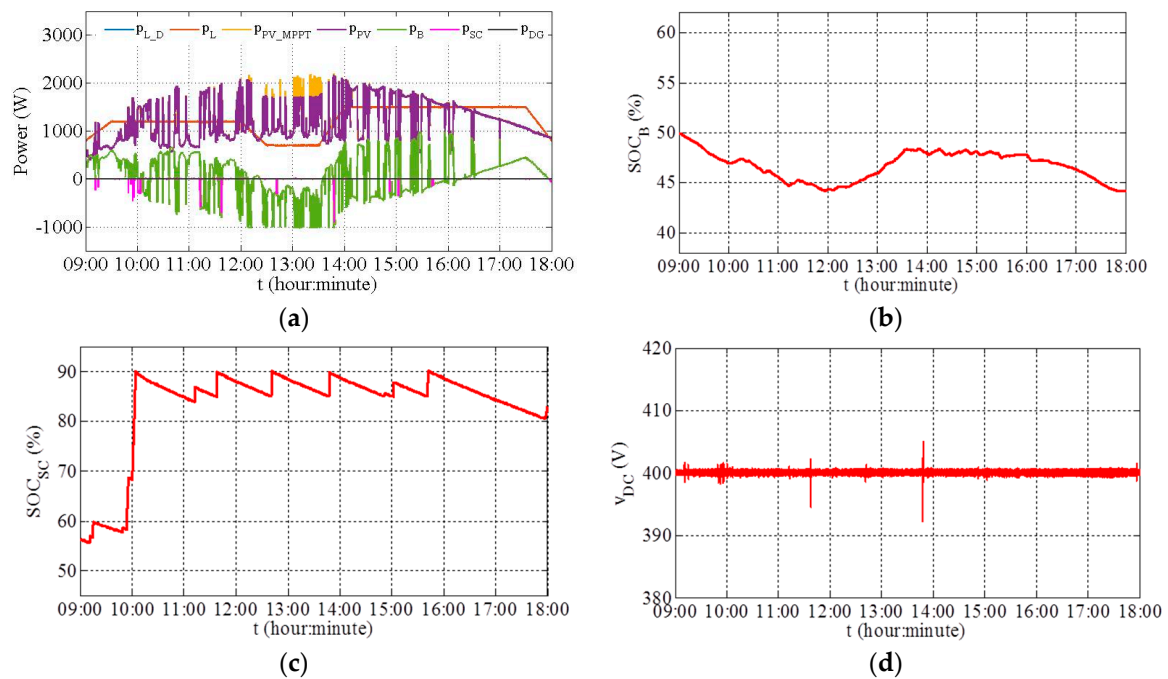 p_L_D p_L p_PV_MPPT p_PV p_B p_SC p_DG
3000
2000
1000
0
-1000
Power (W)
09:00 10:00 11:00 12:00 13:00 14:00 15:00 16:00 17:00 18:00
t (hour:minute)
(a)
60
55
50
45
40
SOC_B (%)
09:00 10:00 11:00 12:00 13:00 14:00 15:00 16:00 17:00 18:00
t (hour:minute)
(b)
90
80
70
60
50
SOC_SC (%)
09:00 10:00 11:00 12:00 13:00 14:00 15:00 16:00 17:00 18:00
t (hour:minute)
(c)
420
410
400
390
380
v_DC (V)
09:00 10:00 11:00 12:00 13:00 14:00 15:00 16:00 17:00 18:00
t (hour:minute)
(d)